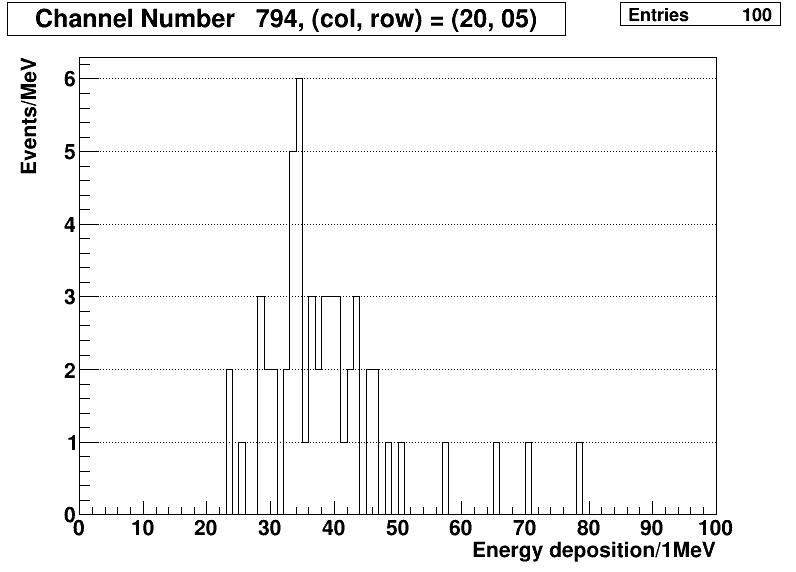 Channel Number 794, (col, row) = (20, 05)
Entries 100
Events/MeV
6
5
4
3
2
1
0
0 10 20 30 40 50 60 70 80 90 100
Energy deposition/1MeV